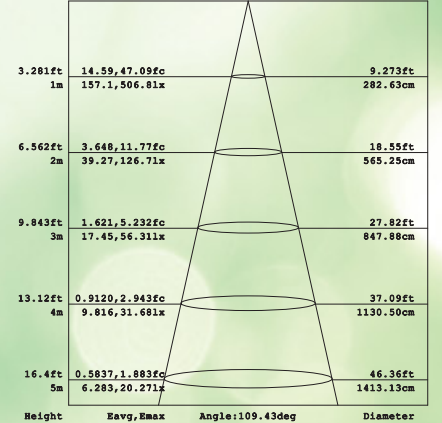 3.281ft 14.59,47.09fc 9.273ft
1m 157.1,506.8lx 282.63cm
6.562ft 3.648,11.77fc 18.55ft
2m 39.27,126.7lx 565.25cm
9.843ft 1.621,5.232fc 27.82ft
3m 17.45,56.31lx 847.88cm
13.12ft 0.9120,2.943fc 37.09ft
4m 9.816,31.68lx 1130.50cm
16.4ft 0.5837,1.883fc 46.36ft
5m 6.283,20.27lx 1413.13cm
Height Eavg,Emax Angle:109.43deg Diameter